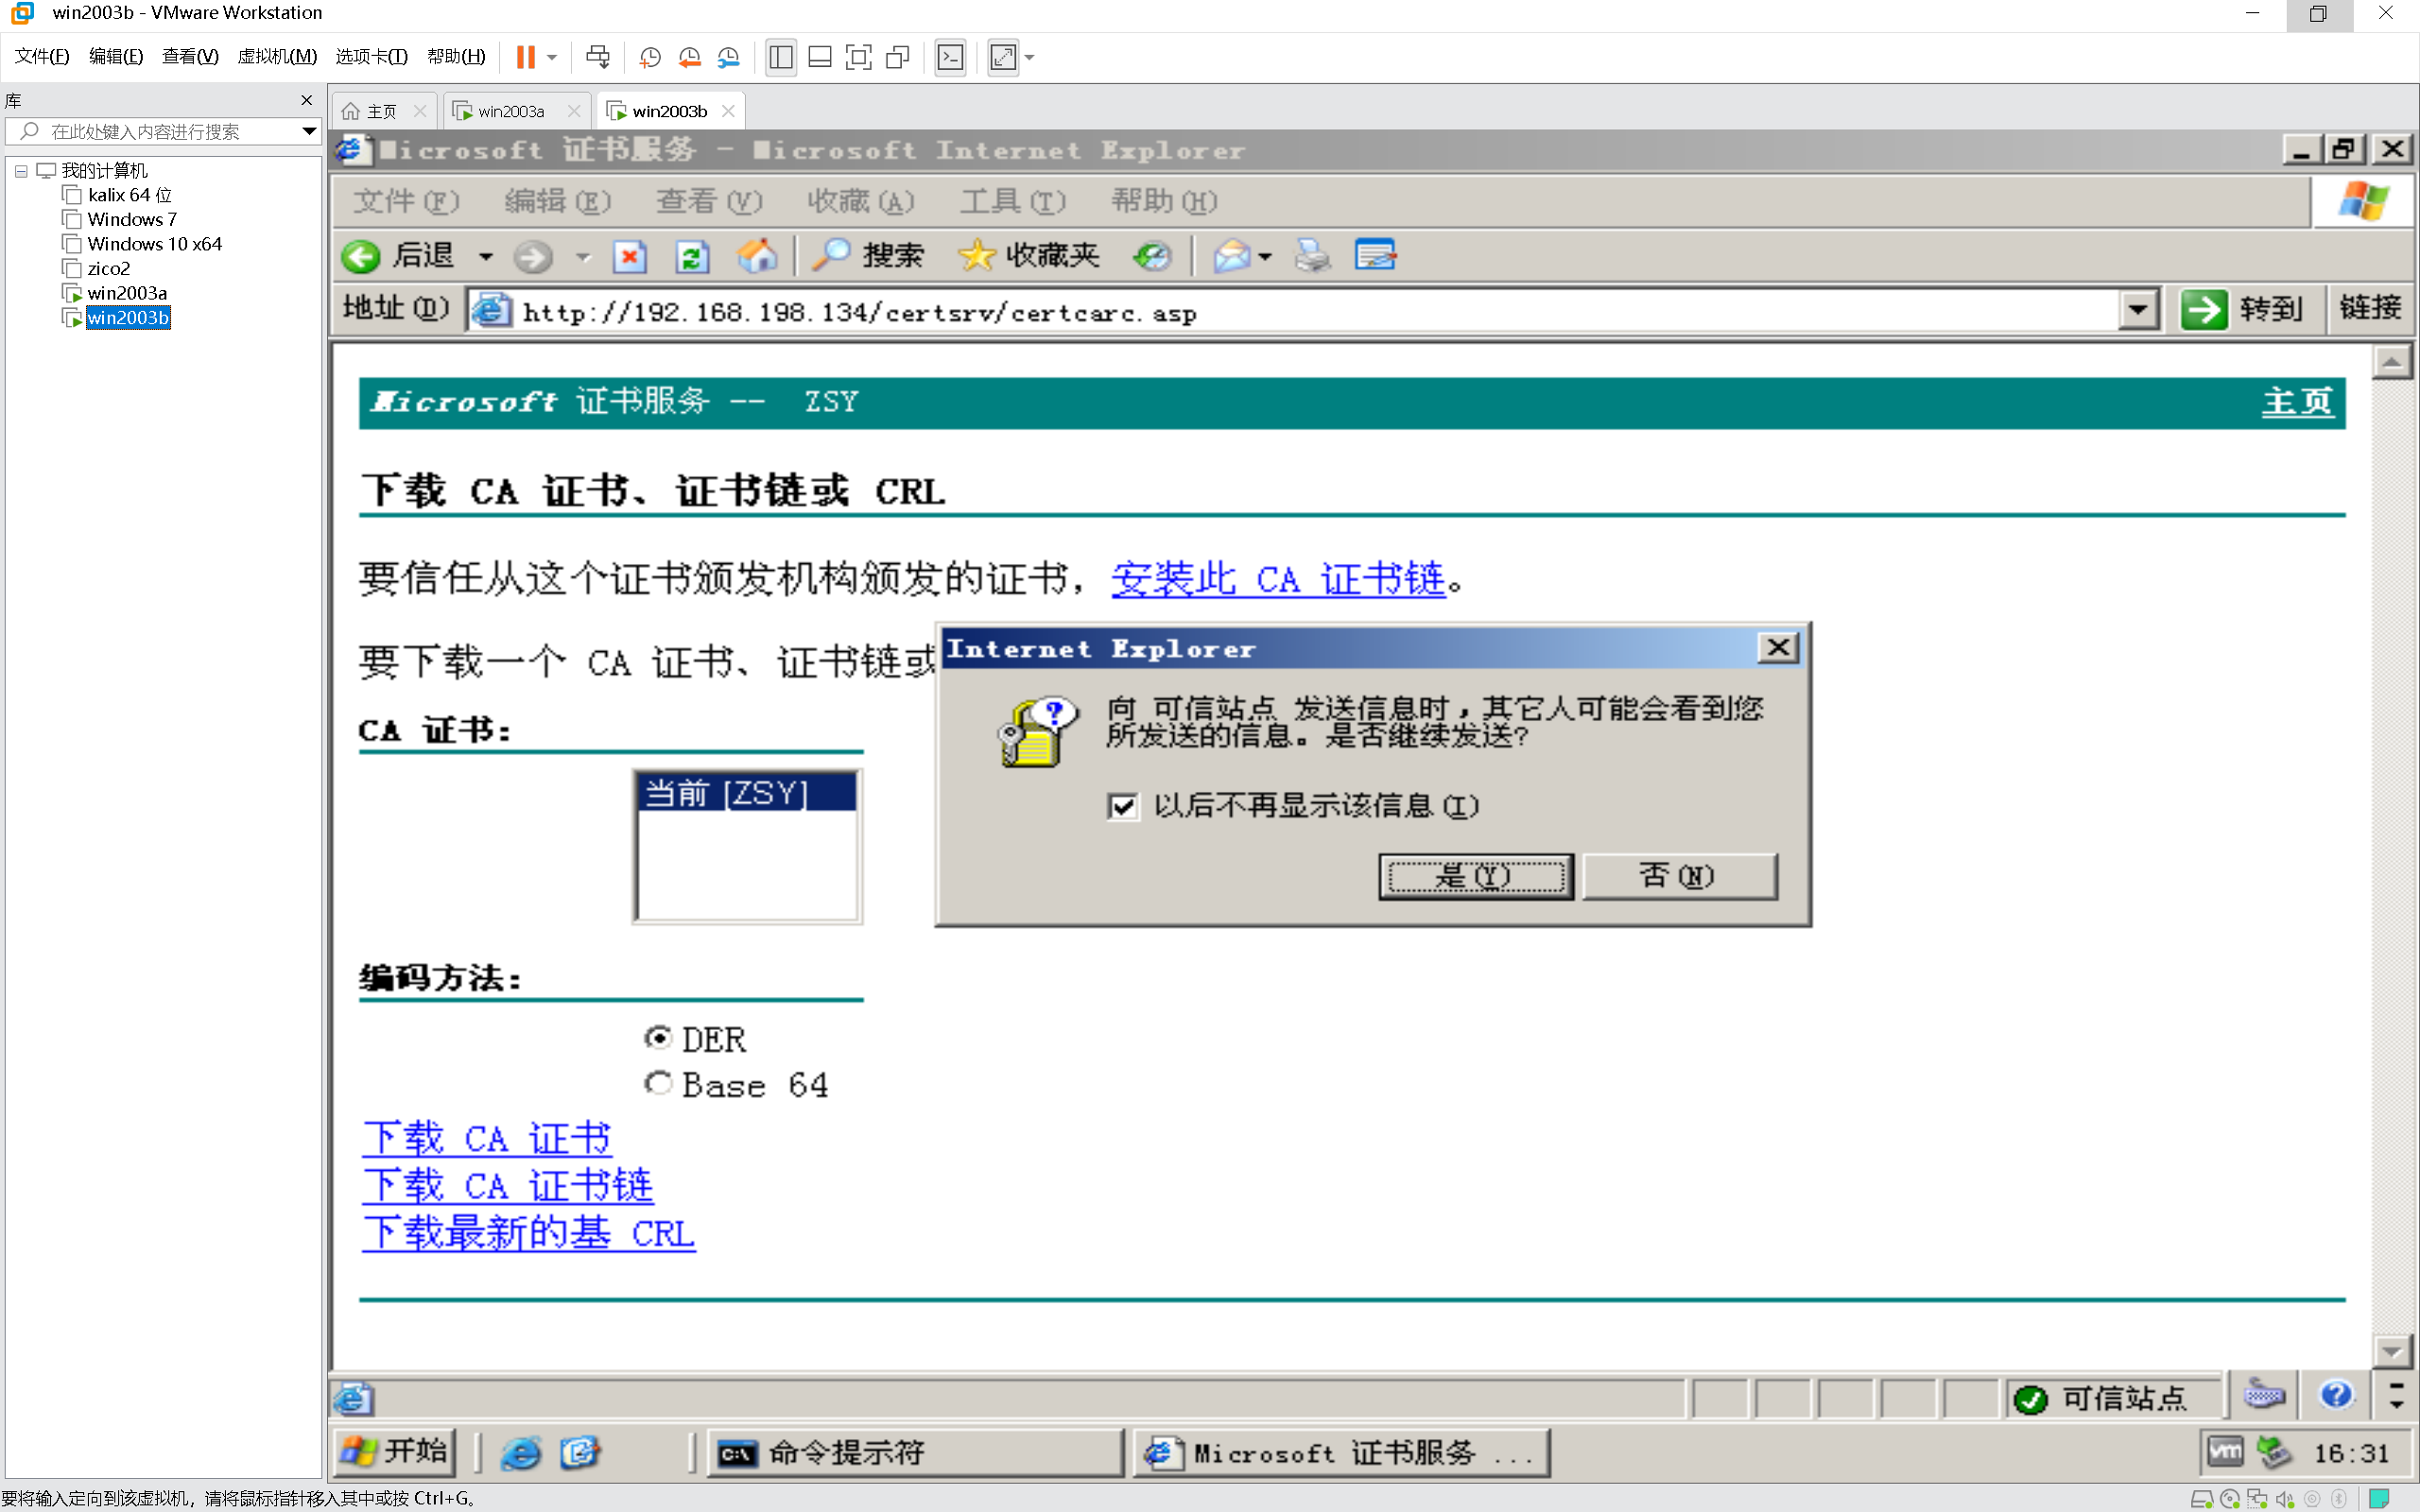 win2003b - VMware Workstation
文件(F) 编辑(E) 查看(V) 虚拟机(M) 选项卡(T) 帮助(H)
库
在此处键入内容进行搜索
我的计算机
kalix 64 位
Windows 7
Windows 10 x64
zico2
win2003a
win2003b
主页 win2003a win2003b
Microsoft 证书服务 - Microsoft Internet Explorer
文件(F) 编辑(E) 查看(V) 收藏(A) 工具(T) 帮助(H)
后退 搜索 收藏夹
地址(D) http://192.168.198.134/certsrv/certcarc.asp 转到 链接
Microsoft 证书服务 -- ZSY 主页
下载 CA 证书、证书链或 CRL
要信任从这个证书颁发机构颁发的证书，安装此 CA 证书链。
要下载一个 CA 证书、证书链或
CA 证书:
当前 [ZSY]
Internet Explorer
向 可信站点 发送信息时，其它人可能会看到您
所发送的信息。是否继续发送?
以后不再显示该信息(I)
是(Y) 否(N)
编码方法:
DER
Base 64
下载 CA 证书
下载 CA 证书链
下载最新的基 CRL
可信站点
开始 命令提示符 Microsoft 证书服务 ... 16:31
要将输入定向到该虚拟机，请将鼠标指针移入其中或按 Ctrl+G。